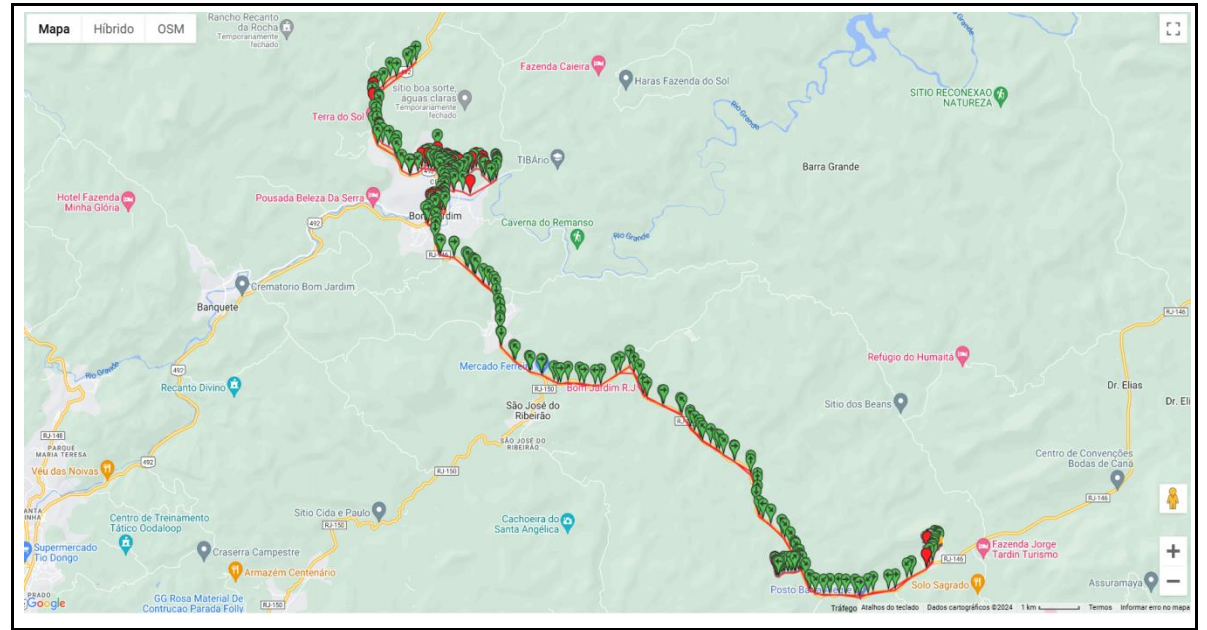 Mapa
Híbrido
OSM
Rancho Recanto
da Rocha
Temporariamente
fechado
492
Fazenda Caieira
Haras Fazenda do Sol
sítio boa sorte,
águas claras
Temporariamente
fechado
SITIO RECONEXAO
NATUREZA
Rio Grande
Terra do Sol
TIBÁrio
Barra Grande
Hotel Fazenda
Minha Glória
Pousada Beleza Da Serra
492
Caverna do Remanso
Rio Grande
Crematorio Bom Jardim
Banquete
RJ-146
Mercado
Refúgio do Humaitá
Rio Grande
492
Recanto Divino
RJ-150
Bom Jardim R.J
Dr. Elias
São José do
Ribeirão
Sitio dos Beans
RJ-148
PARQUE
MARIA TERESA
SÃO JOSÉ DO
RIBEIRÃO
Véu das Noivas
492
RJ-150
Centro de Convenções
Bodas de Caná
RJ-146
Centro de Treinamento
Tático Oodaloop
Sitio Cida e Paulo
RJ-150
Cachoeira do
Santa Angélica
Supermercado
Tio Dongo
Craserra Campestre
Fazenda Jorge
Tardin Turismo
RJ-146
Armazém Centenário
Posto
Solo Sagrado
Assuramaya
PRADO
Google
GG Rosa Material De
Contrucao Parada Folly
RJ-150
Tráfego
Atalhos do teclado
Dados cartográficos ©2024
1 km
Termos
Informar erro no mapa